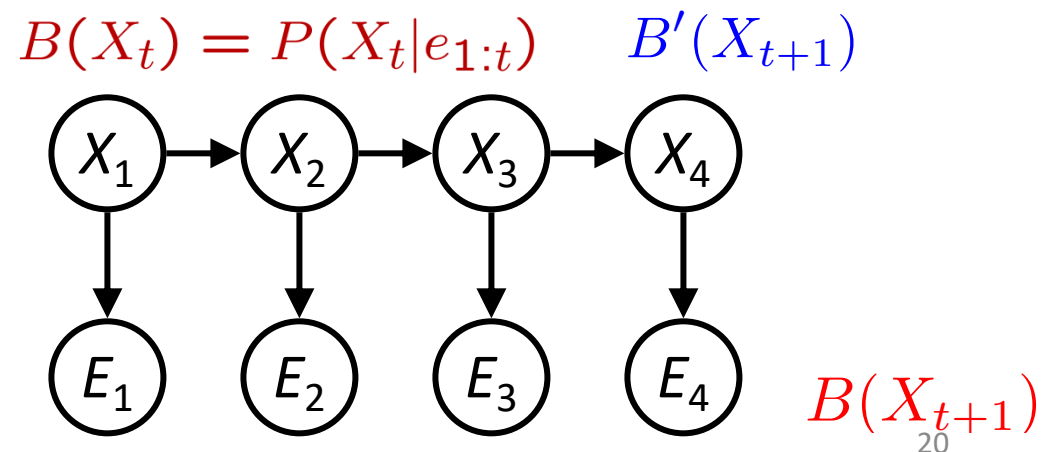 B(X_t) = P(X_t|e_{1:t}) B′(X_{t+1})
X_1 X_2 X_3 X_4
E_1 E_2 E_3 E_4
B(X_{t+1})
20